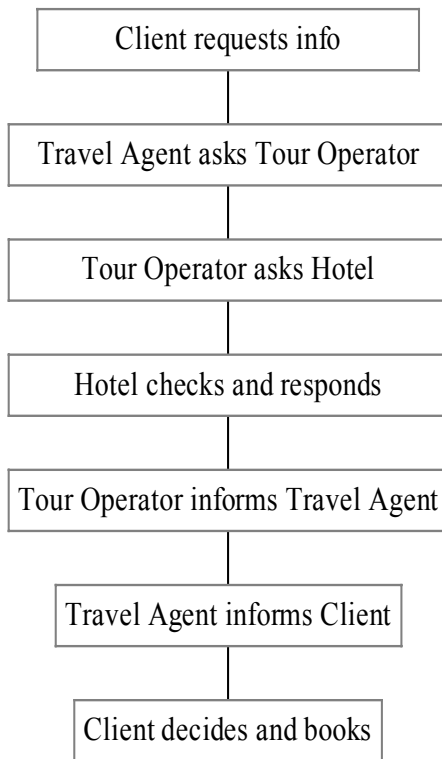 Client requests info
Travel Agent asks Tour Operator
Tour Operator asks Hotel
Hotel checks and responds
Tour Operator informs Travel Agent
Travel Agent informs Client
Client decides and books